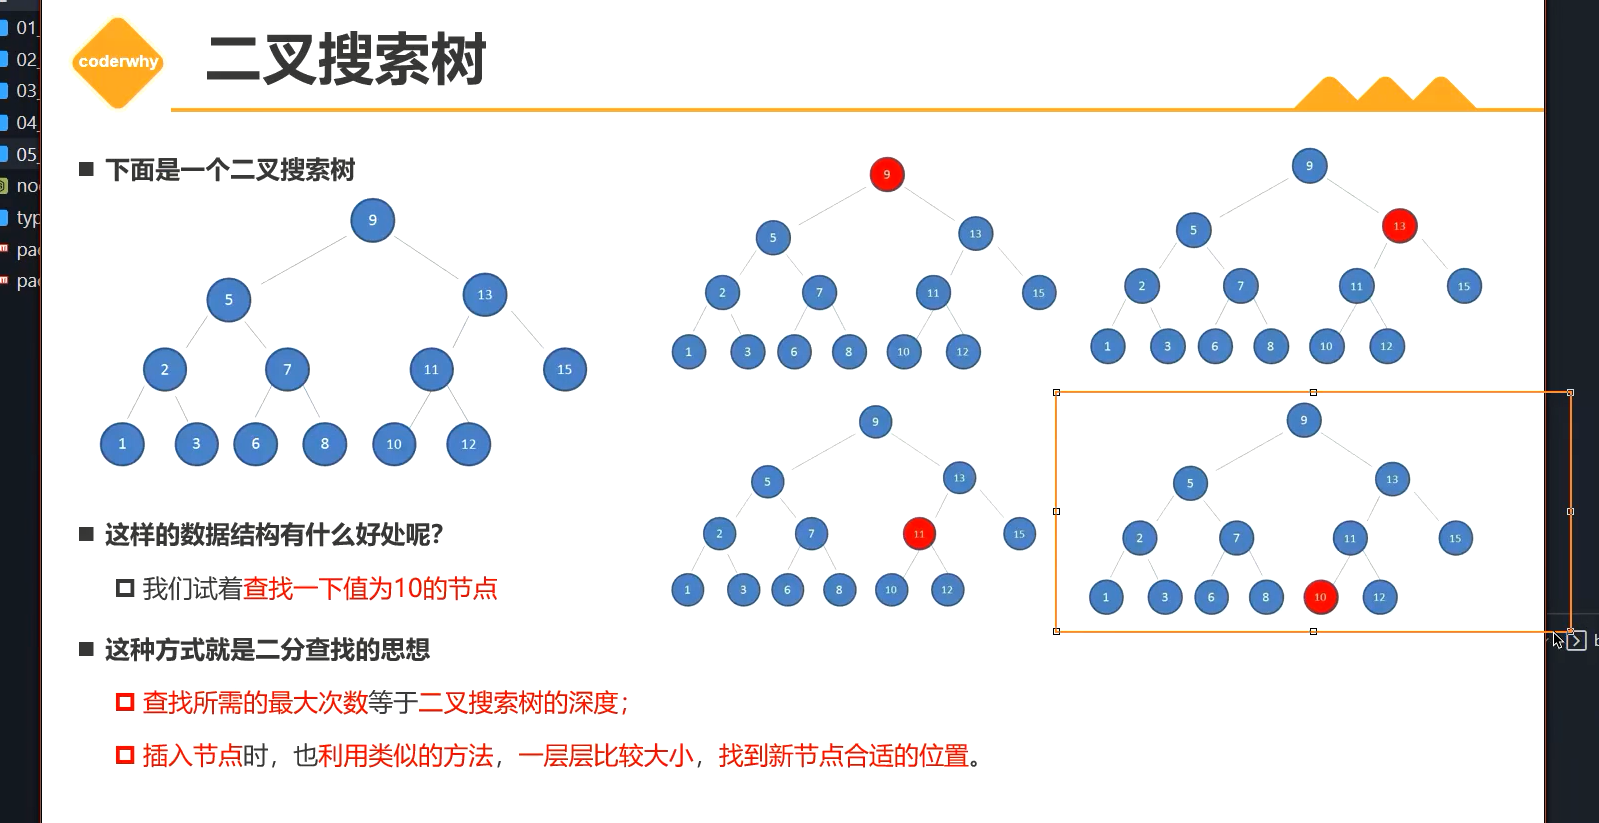 01_
02_
03_
04_
05_
no
typ
pac
pac
coderwhy
二叉搜索树
下面是一个二叉搜索树
9
5 13
2 7 11 15
1 3 6 8 10 12
9
5 13
2 7 11 15
1 3 6 8 10 12
9
5 13
2 7 11 15
1 3 6 8 10 12
9
5 13
2 7 11 15
1 3 6 8 10 12
9
5 13
2 7 11 15
1 3 6 8 10 12
这样的数据结构有什么好处呢？
我们试着查找一下值为10的节点
这种方式就是二分查找的思想
查找所需的最大次数等于二叉搜索树的深度；
插入节点时，也利用类似的方法，一层层比较大小，找到新节点合适的位置。